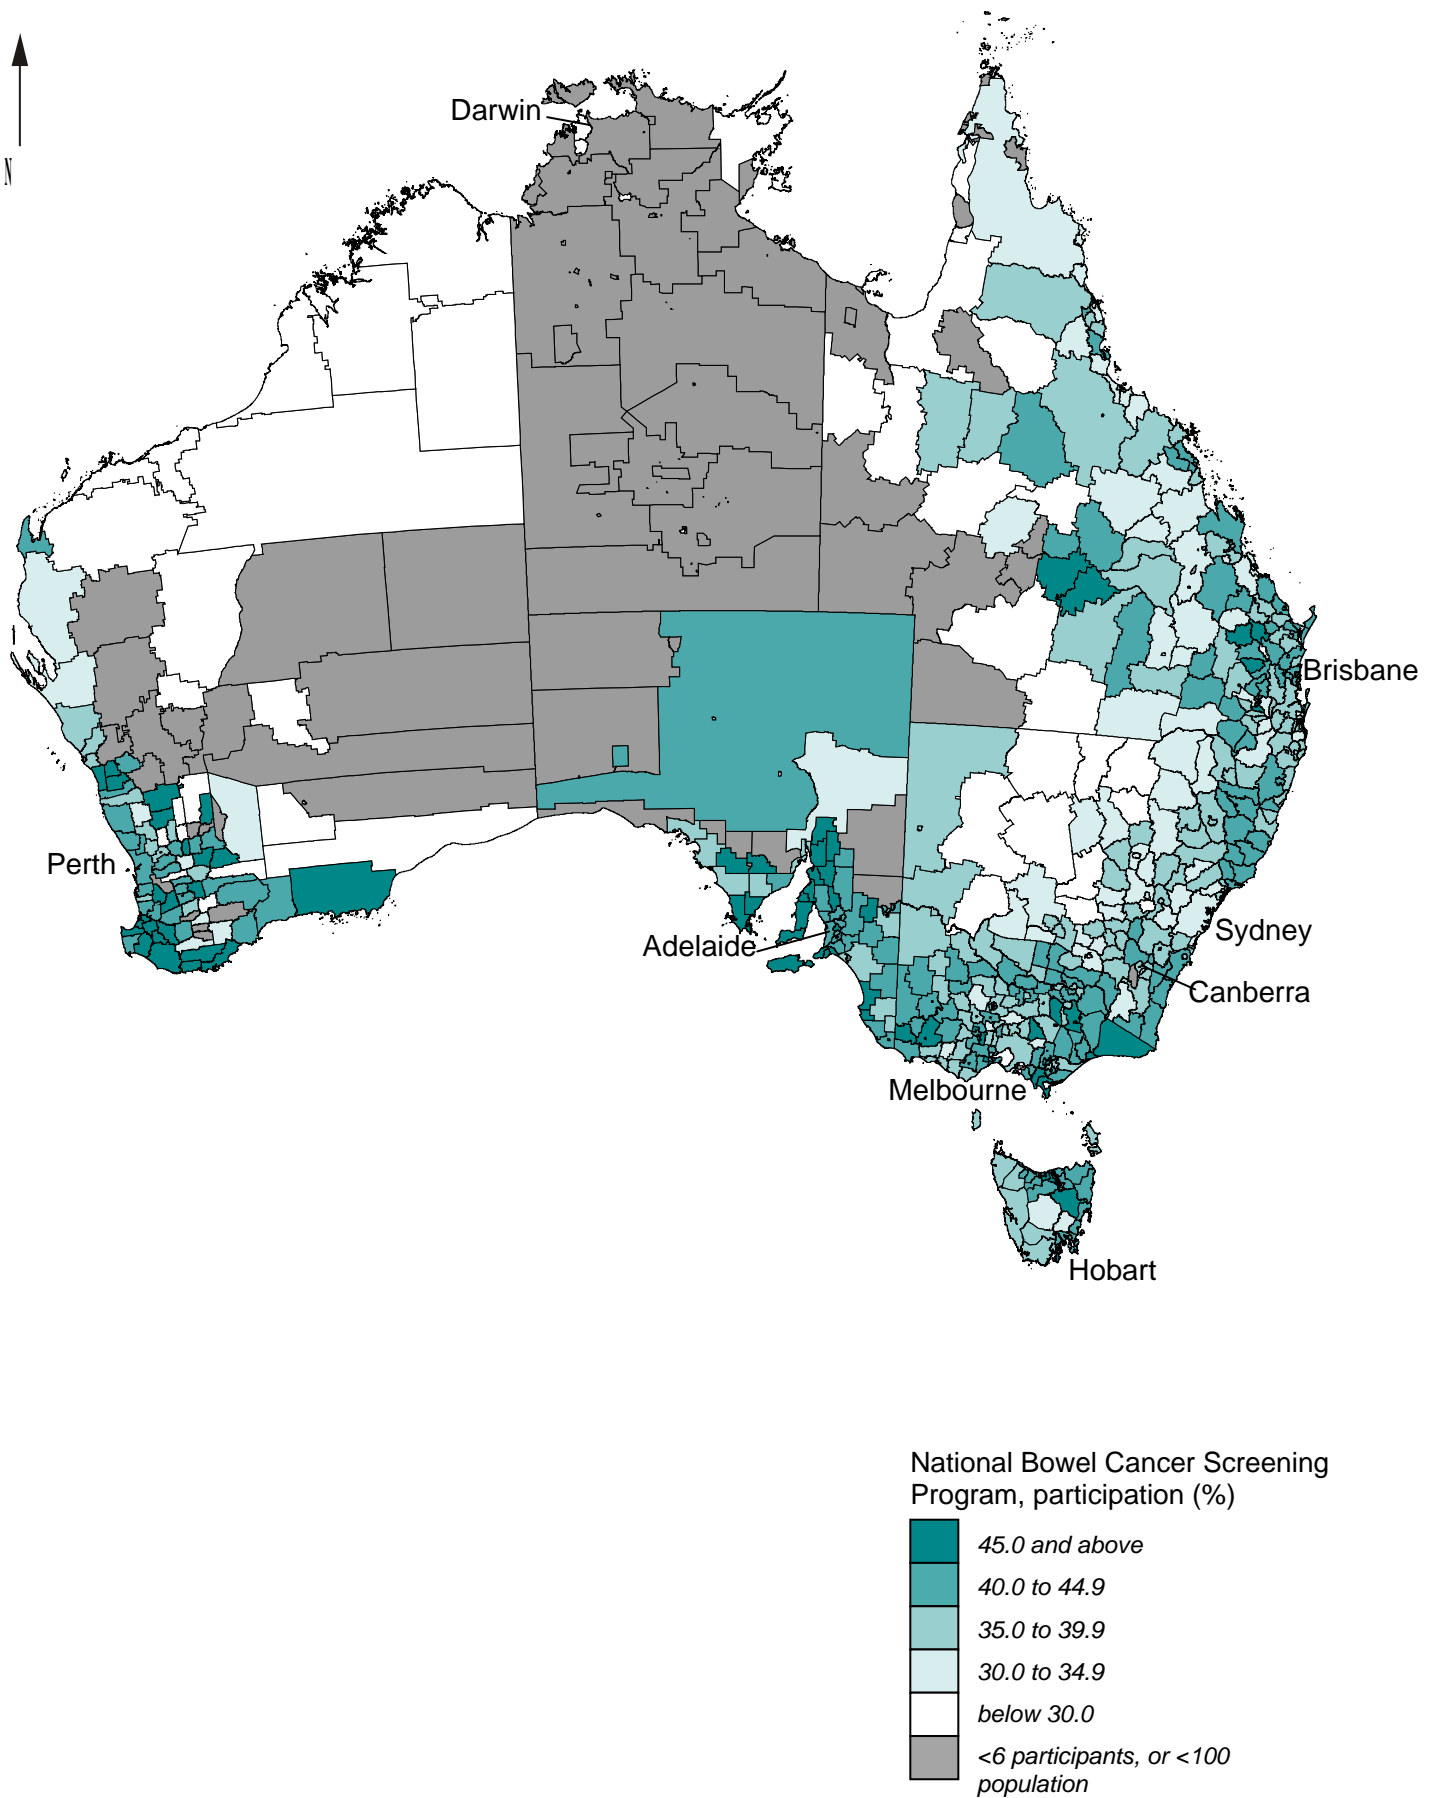 N
Darwin
Brisbane
Perth
Sydney
Adelaide
Canberra
Melbourne
Hobart
National Bowel Cancer Screening
Program, participation (%)
45.0 and above
40.0 to 44.9
35.0 to 39.9
30.0 to 34.9
below 30.0
<6 participants, or <100
population